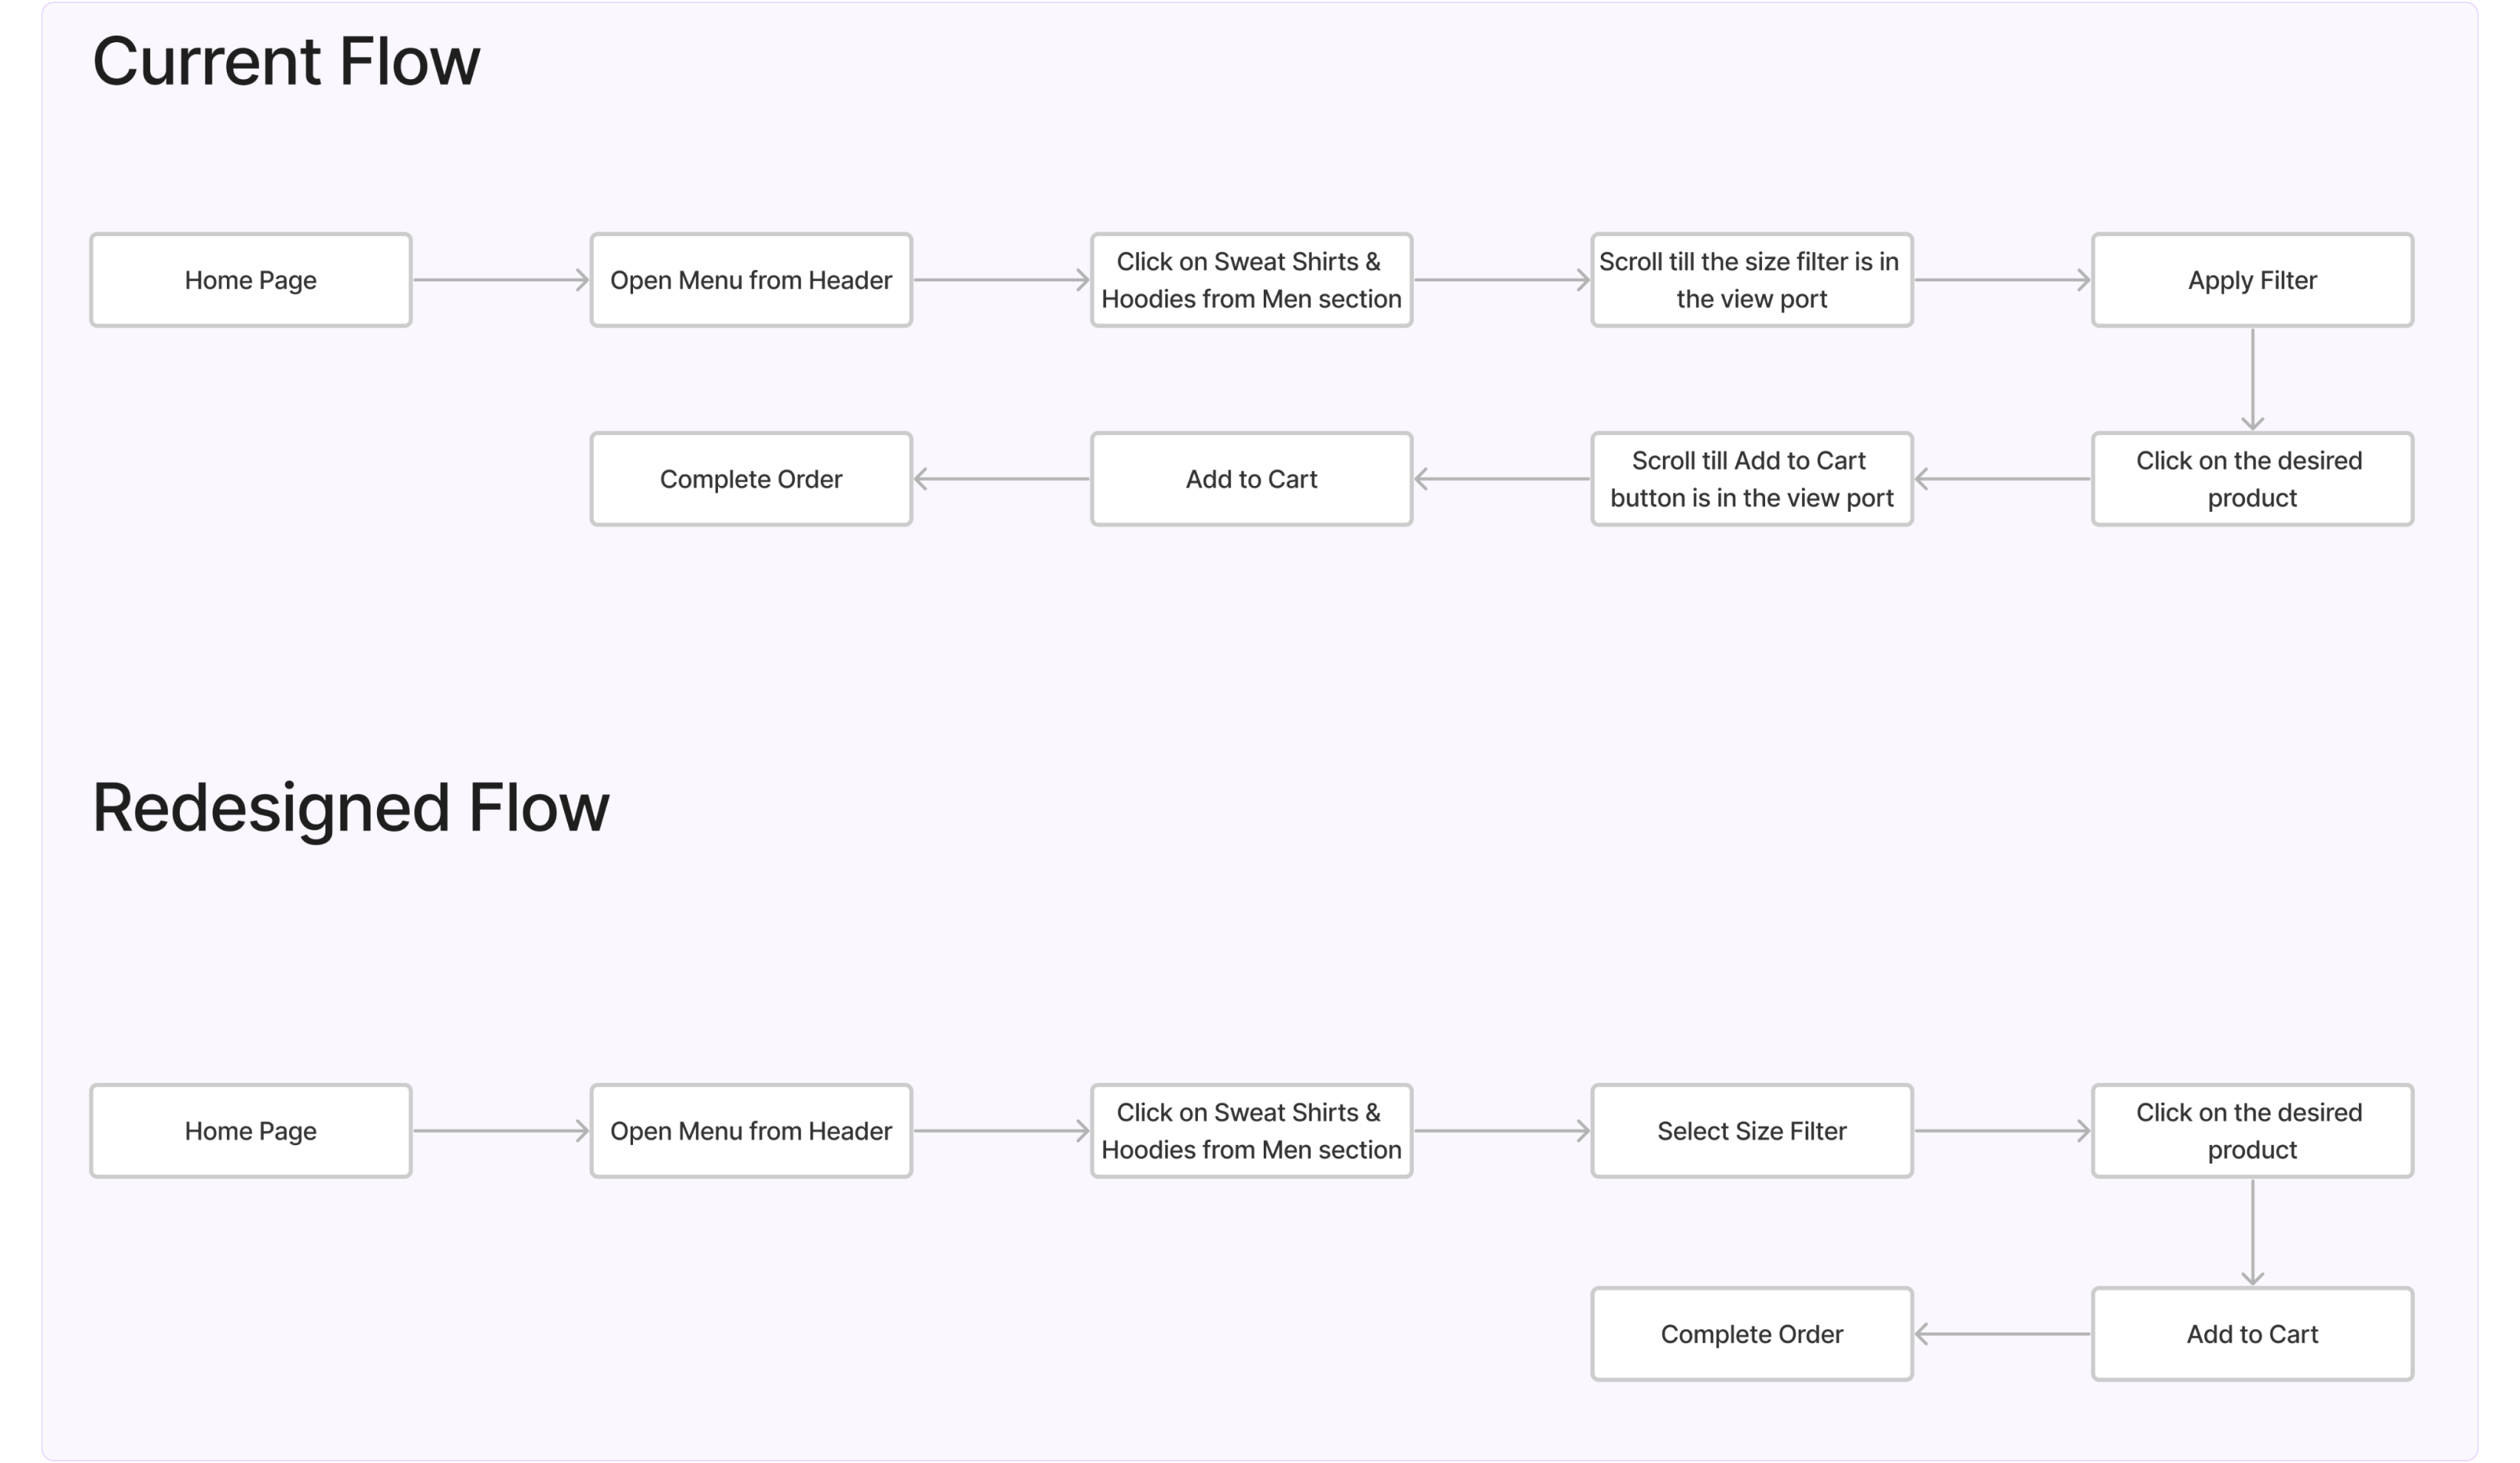 Current Flow
Home Page
Open Menu from Header
Click on Sweat Shirts &
Hoodies from Men section
Scroll till the size filter is in
the view port
Apply Filter
Click on the desired
product
Scroll till Add to Cart
button is in the view port
Add to Cart
Complete Order
Redesigned Flow
Home Page
Open Menu from Header
Click on Sweat Shirts &
Hoodies from Men section
Select Size Filter
Click on the desired
product
Add to Cart
Complete Order